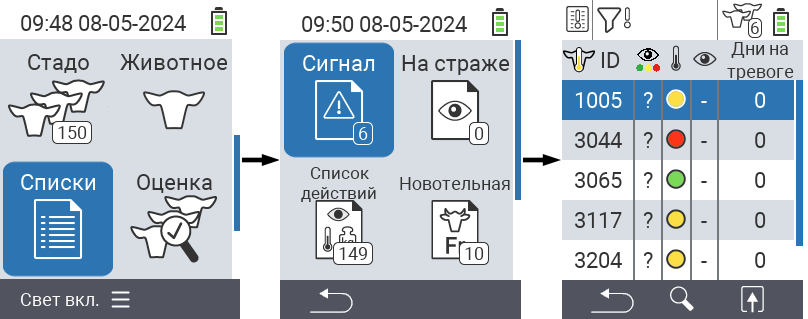 09:48 08-05-2024
Стадо
Животное
150
Списки
Оценка
Свет вкл.
09:50 08-05-2024
Сигнал
На страже
6
0
Список
действий
Новотельная
kg
149
Fr
10
6
ID
Дни на
тревоге
1005 ? - 0
3044 ? - 0
3065 ? - 0
3117 ? - 0
3204 ? - 0